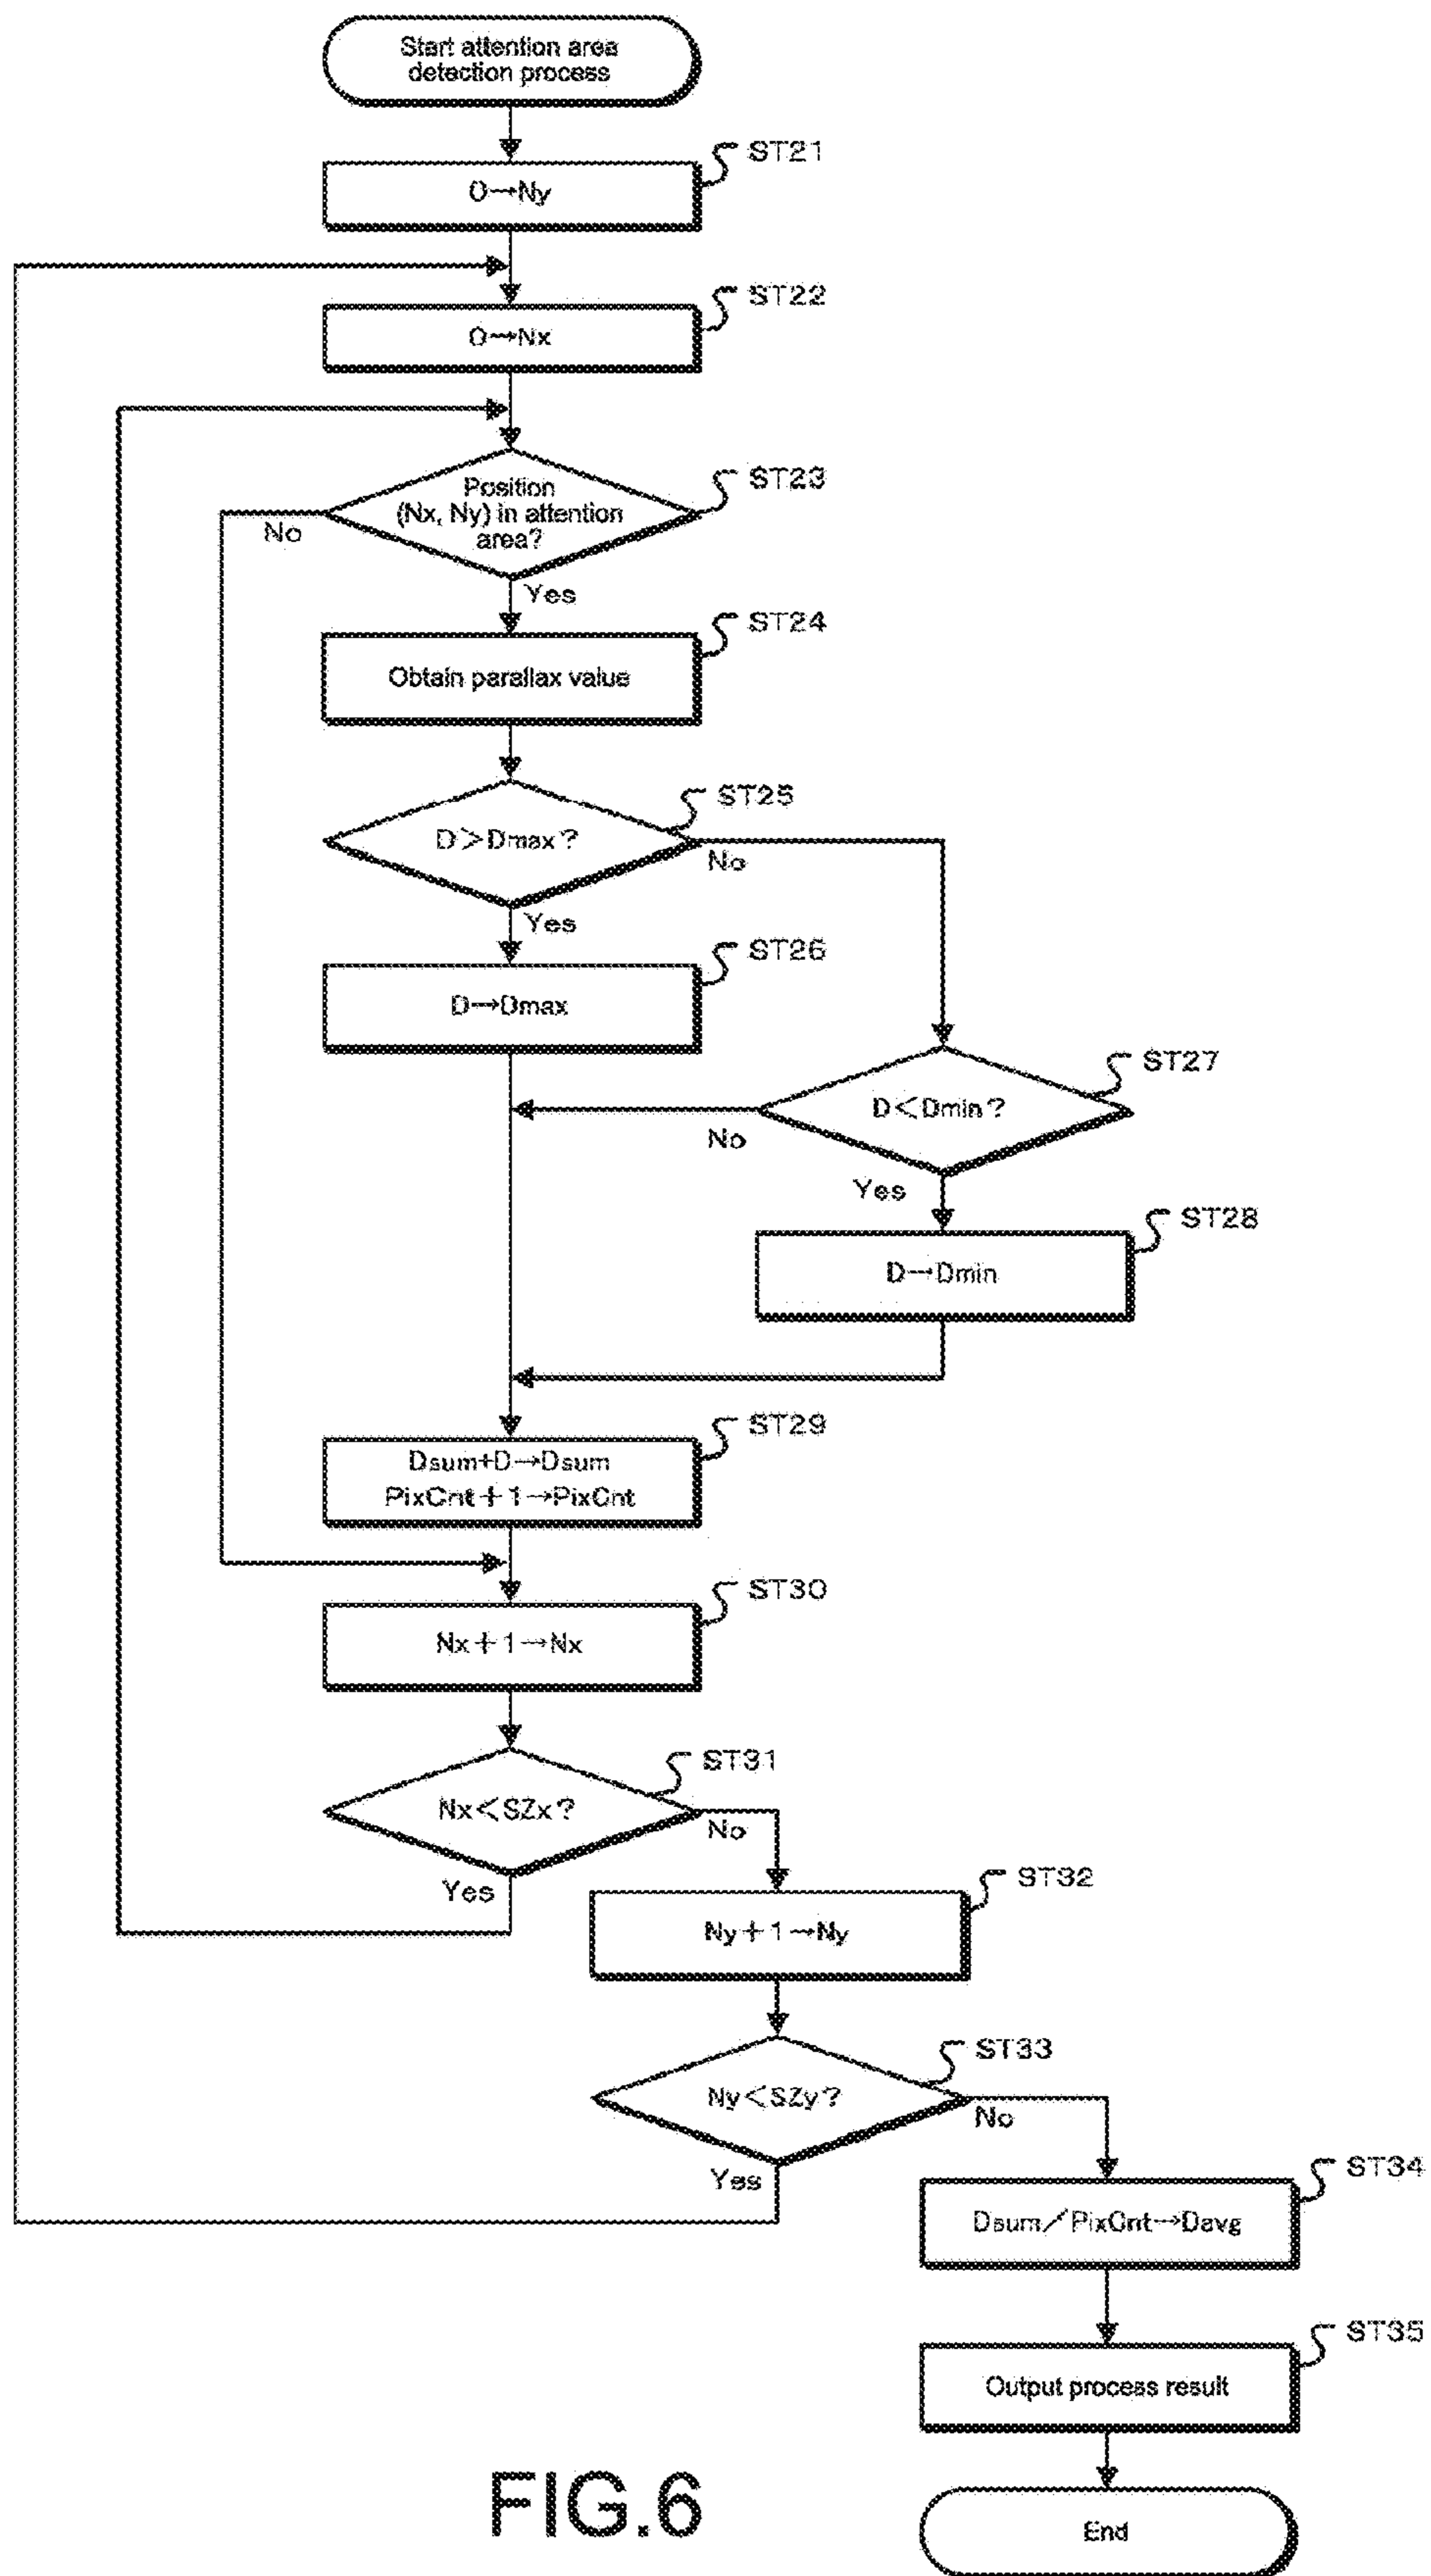 Start attention area
detection process
ST21
0→Ny
ST22
0→Nx
ST23
Position
(Nx, Ny) in attention
area?
No
Yes
ST24
Obtain parallax value
ST25
D>Dmax?
No
Yes
ST26
D→Dmax
ST27
D<Dmin?
No
Yes
ST28
D→Dmin
ST29
Dsum+D→Dsum
PixCnt+1→PixCnt
ST30
Nx+1→Nx
ST31
Nx<SZx?
No
Yes
ST32
Ny+1→Ny
ST33
Ny<SZy?
No
Yes
ST34
Dsum/PixCnt→Davg
ST35
Output process result
End
FIG.6